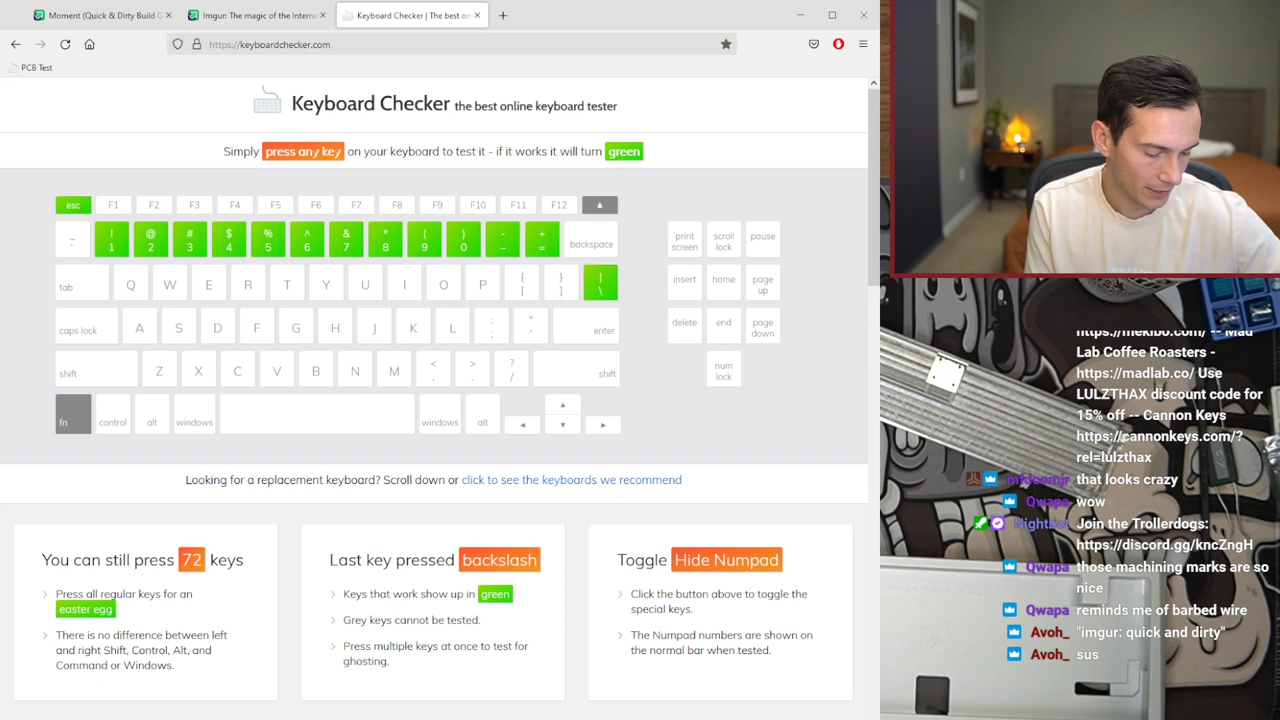 Moment (Quick & Dirty Build G
Imgur: The magic of the Interne
Keyboard Checker | The best on
https://keyboardchecker.com
PCB Test
Keyboard Checker the best online keyboard tester
Simply press any key on your keyboard to test it - if it works it will turn green
esc F1 F2 F3 F4 F5 F6 F7 F8 F9 F10 F11 F12
~ ! @ # $ % ^ & * ( ) - +
` 1 2 3 4 5 6 7 8 9 0 _ = backspace
tab Q W E R T Y U I O P { [ } ] | \
caps lock A S D F G H J K L : ; " ' enter
shift Z X C V B N M < , > . ? / shift
fn control alt windows windows alt
print screen scroll lock pause
insert home page up
delete end page down
num lock
Looking for a replacement keyboard? Scroll down or click to see the keyboards we recommend
You can still press 72 keys
Press all regular keys for an
easter egg
There is no difference between left
and right Shift, Control, Alt, and
Command or Windows.
Last key pressed backslash
Keys that work show up in green
Grey keys cannot be tested.
Press multiple keys at once to test for
ghosting.
Toggle Hide Numpad
Click the button above to toggle the
special keys.
The Numpad numbers are shown on
the normal bar when tested.
https://mekibo.com/ -- Mad
Lab Coffee Roasters -
https://madlab.co/ Use
LULZTHAX discount code for
15% off -- Cannon Keys
https://cannonkeys.com/?
rel=lulzthax
that looks crazy
Qwapa wow
Nightbot Join the Trollerdogs:
https://discord.gg/kncZngH
Qwapa those machining marks are so
nice
Qwapa reminds me of barbed wire
Avoh_ "imgur: quick and dirty"
Avoh_ sus